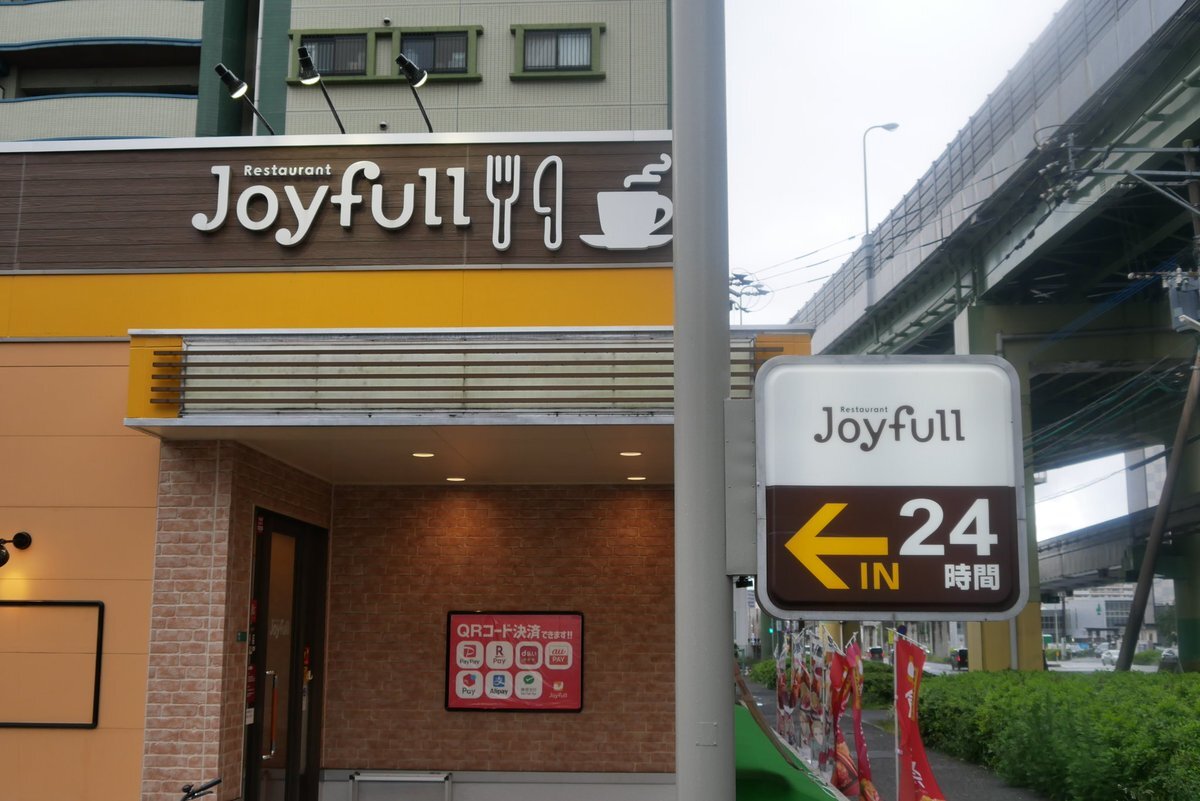 Restaurant
Joyfull
Restaurant
Joyfull
24
IN 時間
QRコード決済できます!!
PayPay R Pay d払い au PAY
Pay Alipay Joyfull
Joyfull